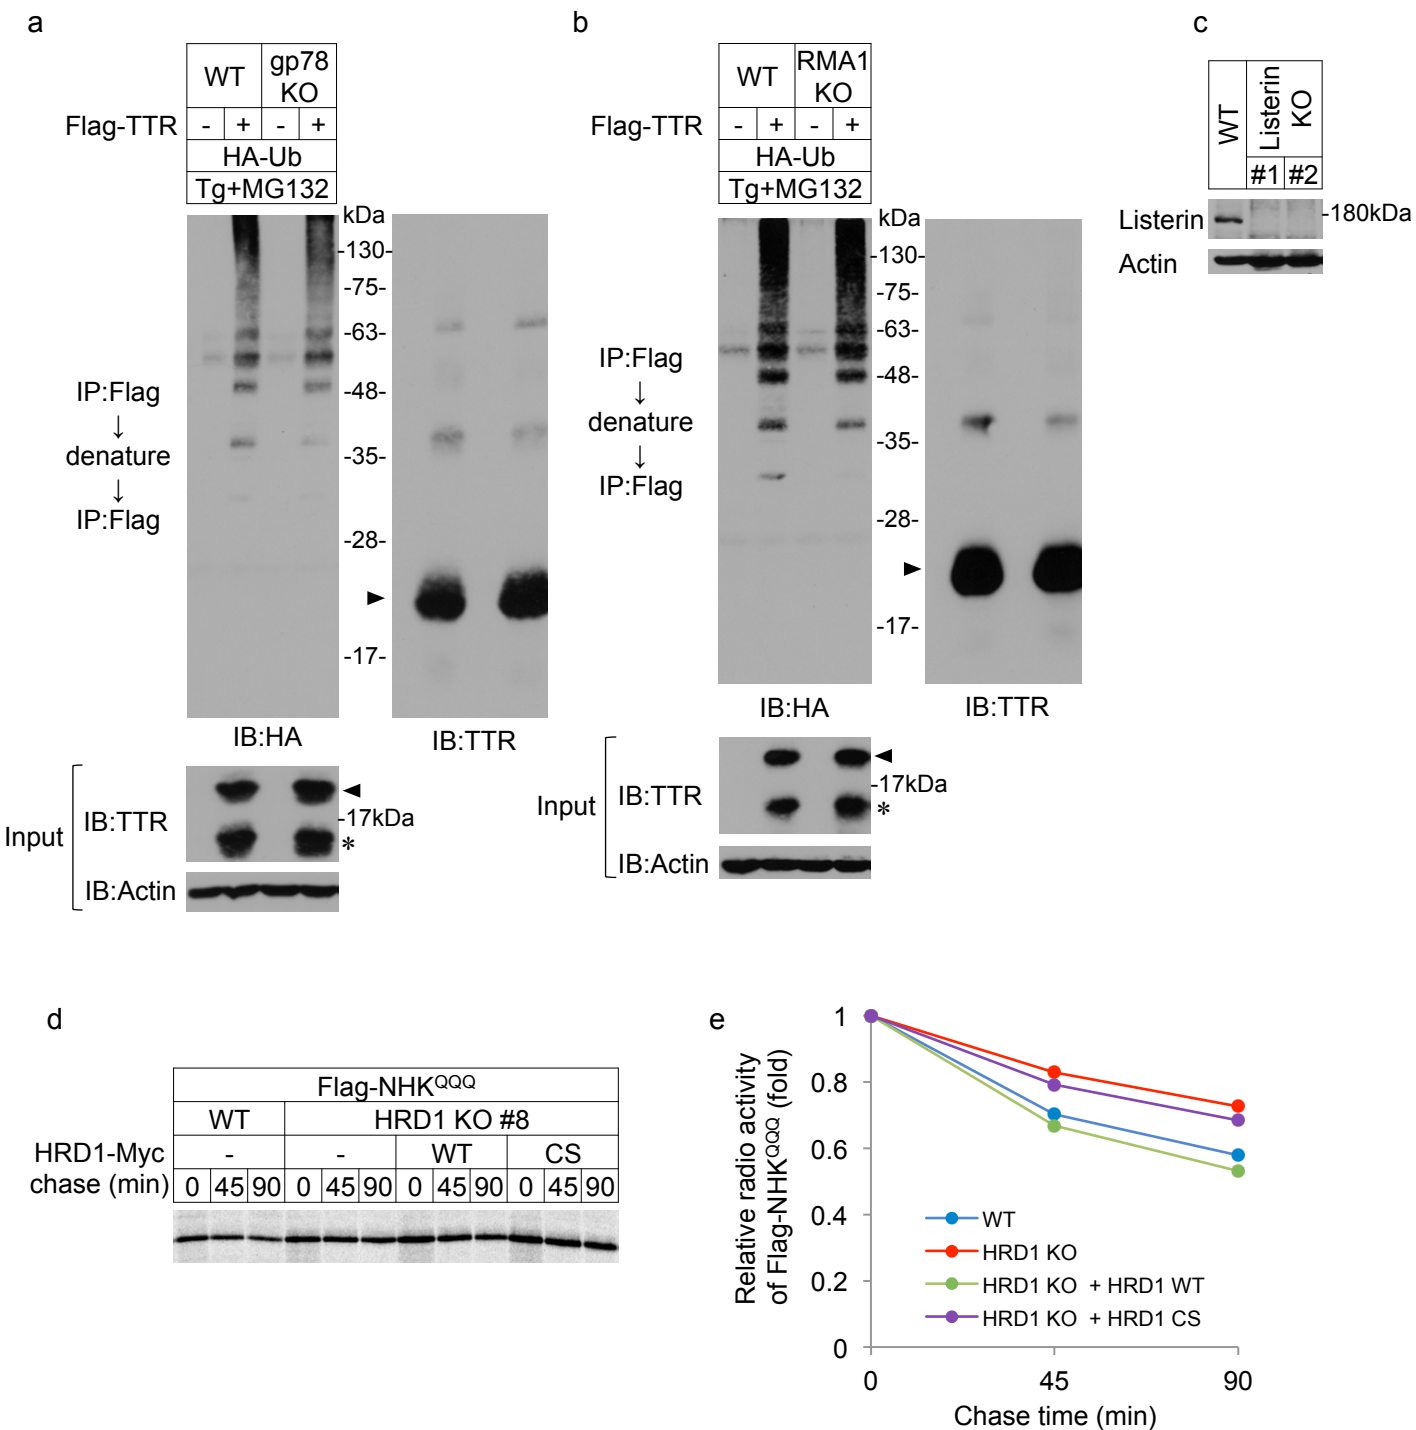 a
WT
gp78
KO
Flag-TTR
- + - +
HA-Ub
Tg+MG132
kDa
-130-
-75-
-63-
-48-
-35-
-28-
-17-
IP:Flag
↓
denature
↓
IP:Flag
IB:HA
IB:TTR
Input
IB:TTR
-17kDa
*
IB:Actin
b
WT
RMA1
KO
Flag-TTR
- + - +
HA-Ub
Tg+MG132
kDa
-130-
-75-
-63-
-48-
-35-
-28-
-17-
IP:Flag
↓
denature
↓
IP:Flag
IB:HA
IB:TTR
Input
IB:TTR
-17kDa
*
IB:Actin
c
WT
Listerin
KO
#1 #2
Listerin
-180kDa
Actin
d
Flag-NHK^QQQ
WT HRD1 KO #8
HRD1-Myc - - WT CS
chase (min) 0 45 90 0 45 90 0 45 90 0 45 90
e
Relative radio activity
of Flag-NHK^QQQ (fold)
1
0.8
0.6
0.4
0.2
0
WT
HRD1 KO
HRD1 KO + HRD1 WT
HRD1 KO + HRD1 CS
0 45 90
Chase time (min)